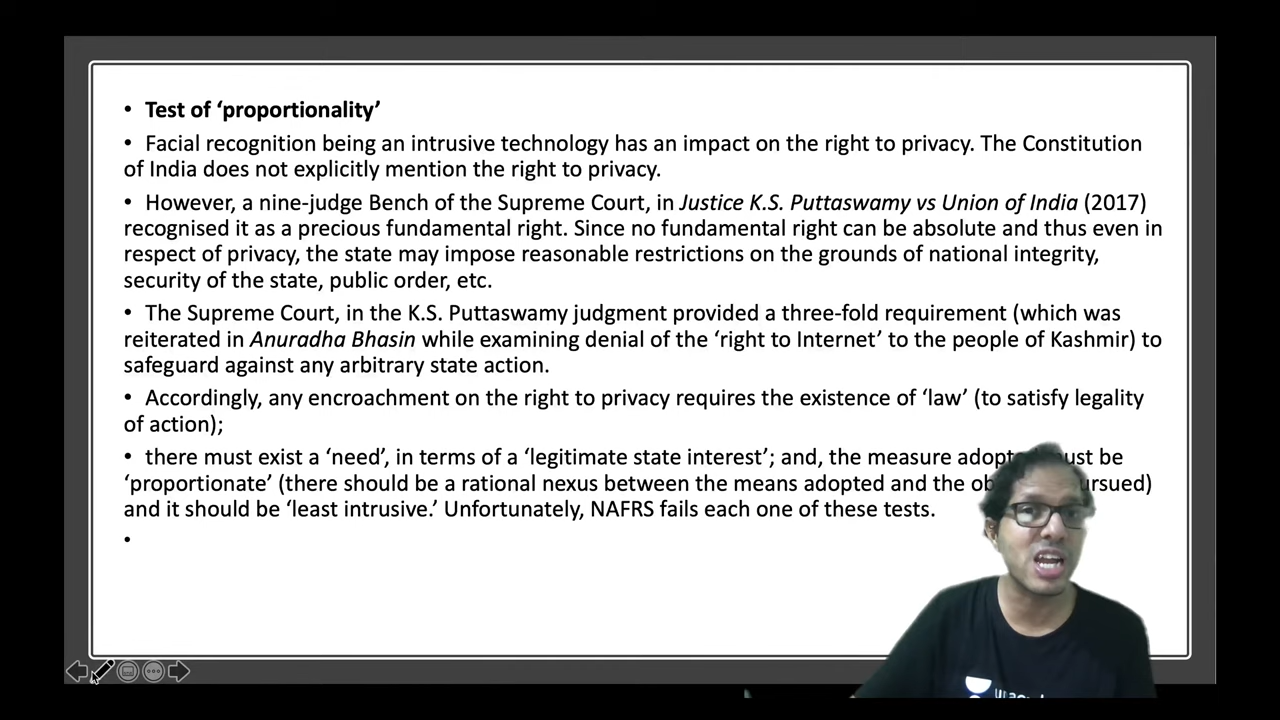 • Test of ‘proportionality’
• Facial recognition being an intrusive technology has an impact on the right to privacy. The Constitution
of India does not explicitly mention the right to privacy.
• However, a nine-judge Bench of the Supreme Court, in Justice K.S. Puttaswamy vs Union of India (2017)
recognised it as a precious fundamental right. Since no fundamental right can be absolute and thus even in
respect of privacy, the state may impose reasonable restrictions on the grounds of national integrity,
security of the state, public order, etc.
• The Supreme Court, in the K.S. Puttaswamy judgment provided a three-fold requirement (which was
reiterated in Anuradha Bhasin while examining denial of the ‘right to Internet’ to the people of Kashmir) to
safeguard against any arbitrary state action.
• Accordingly, any encroachment on the right to privacy requires the existence of ‘law’ (to satisfy legality
of action);
• there must exist a ‘need’, in terms of a ‘legitimate state interest’; and, the measure be
‘proportionate’ (there should be a rational nexus between the means adopted and the
and it should be ‘least intrusive.’ Unfortunately, NAFRS fails each one of these tests.
•